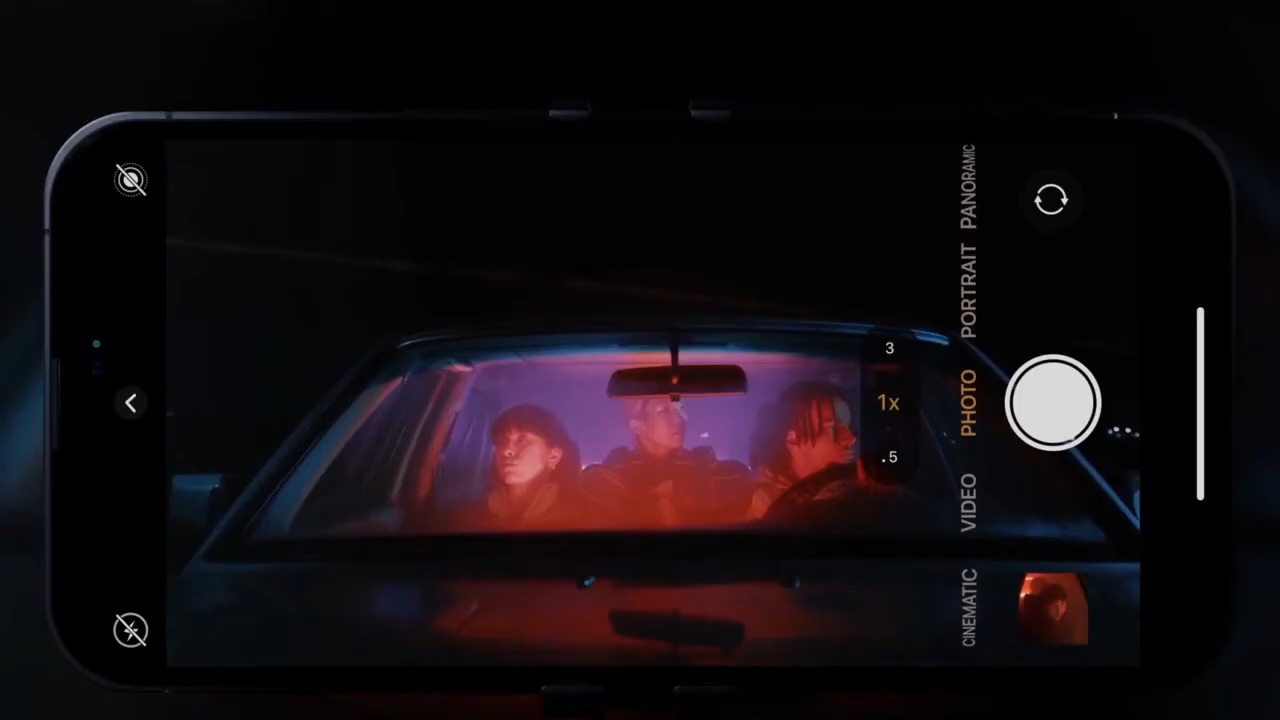 3
1x
.5
PANORAMIC
PORTRAIT
PHOTO
VIDEO
CINEMATIC